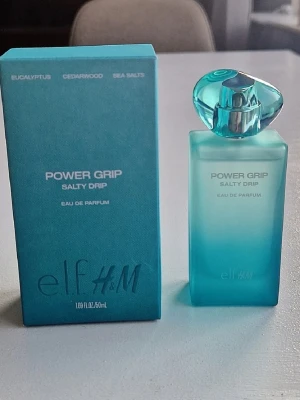 EUCALYPTUS CEDARWOOD SEA SALTS
POWER GRIP
SALTY DRIP
EAU DE PARFUM
e.l.f. H&M
1.69 FL.OZ./50mL
POWER GRIP
SALTY DRIP
EAU DE PARFUM
e.l.f. H&M